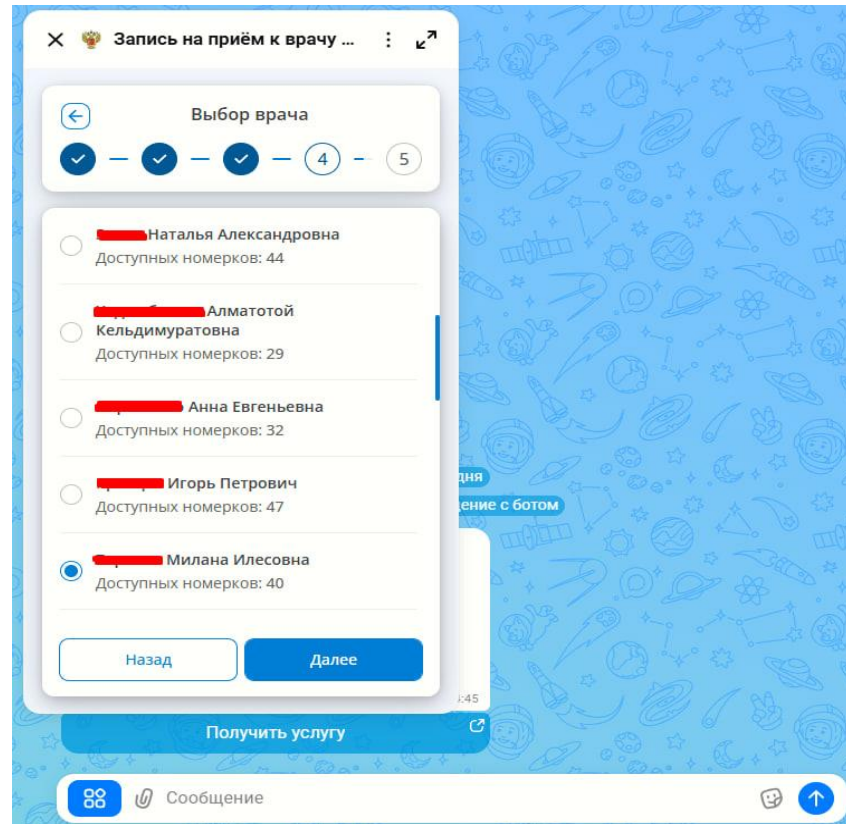 Запись на приём к врачу ...
Выбор врача
4
5
Наталья Александровна
Доступных номерков: 44
Алматотой
Кельдимуратовна
Доступных номерков: 29
Анна Евгеньевна
Доступных номерков: 32
Игорь Петрович
Доступных номерков: 47
Милана Илесовна
Доступных номерков: 40
Назад
Далее
с ботом
:45
Получить услугу
Сообщение